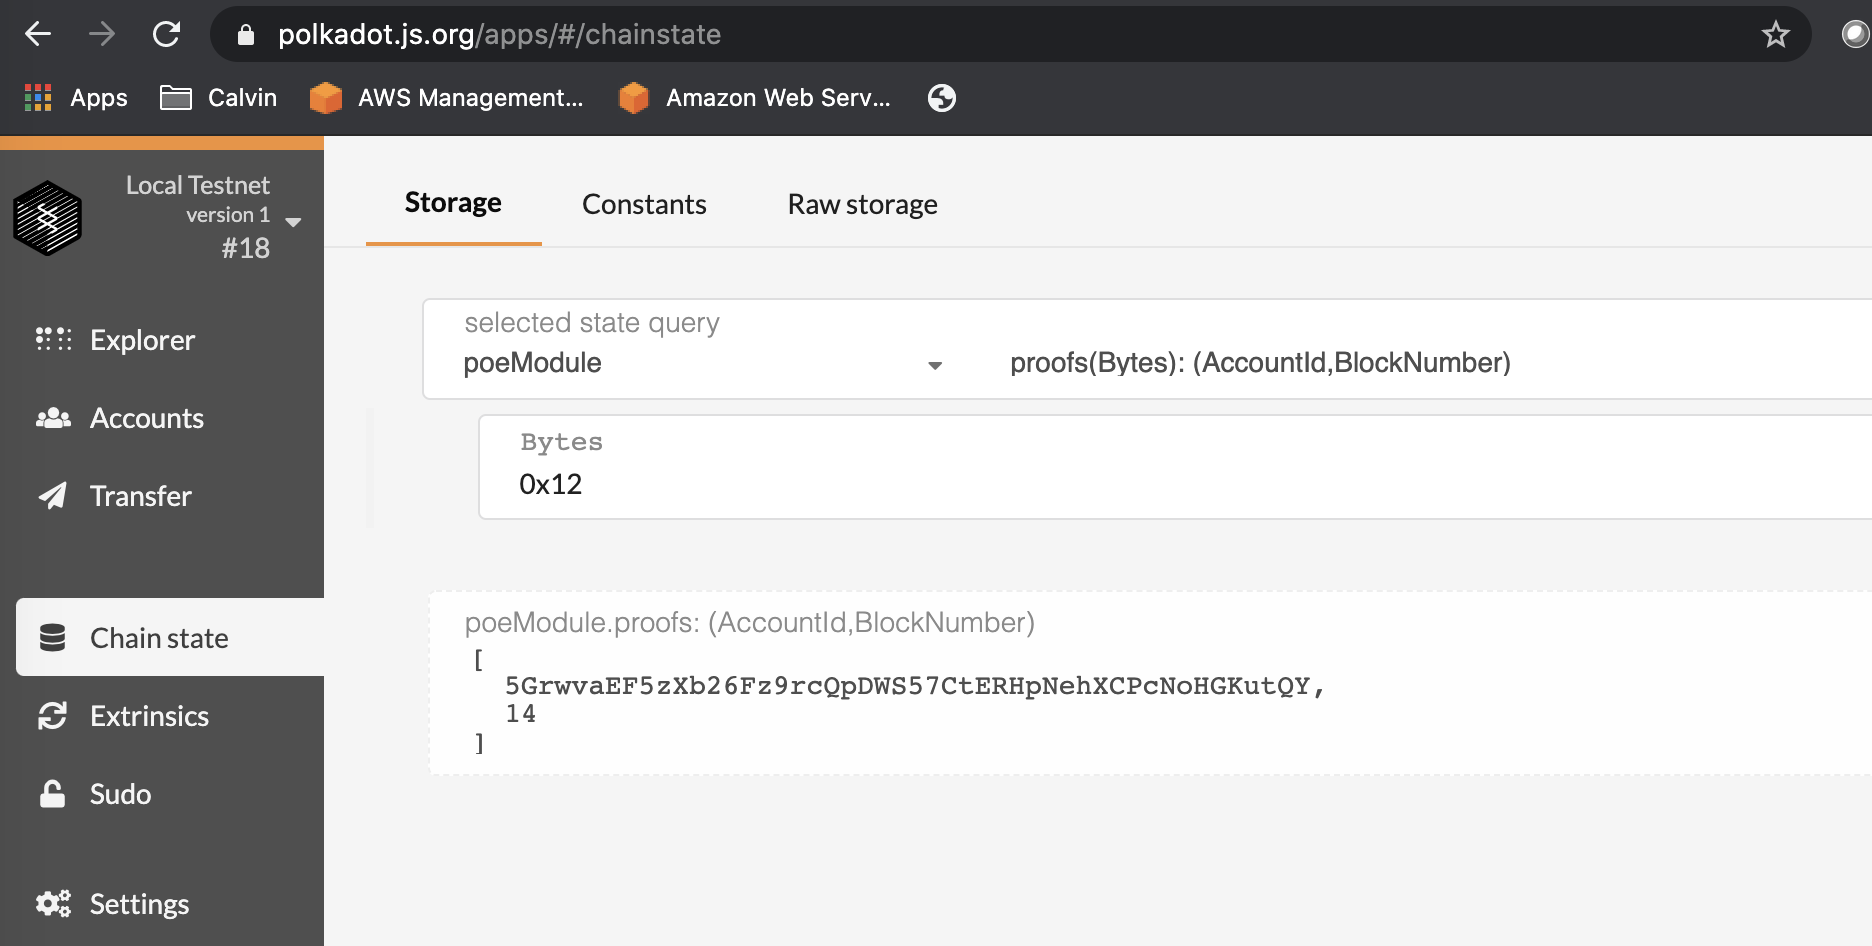 polkadot.js.org/apps/#/chainstate
Apps Calvin AWS Management... Amazon Web Serv...
Local Testnet
version 1
#18
Storage Constants Raw storage
Explorer
Accounts
Transfer
Chain state
Extrinsics
Sudo
Settings
selected state query
poeModule proofs(Bytes): (AccountId,BlockNumber)
Bytes
0x12
poeModule.proofs: (AccountId,BlockNumber)
[
5GrwvaEF5zXb26Fz9rcQpDWS57CtERHpNehXCPcNoHGKutQY,
14
]